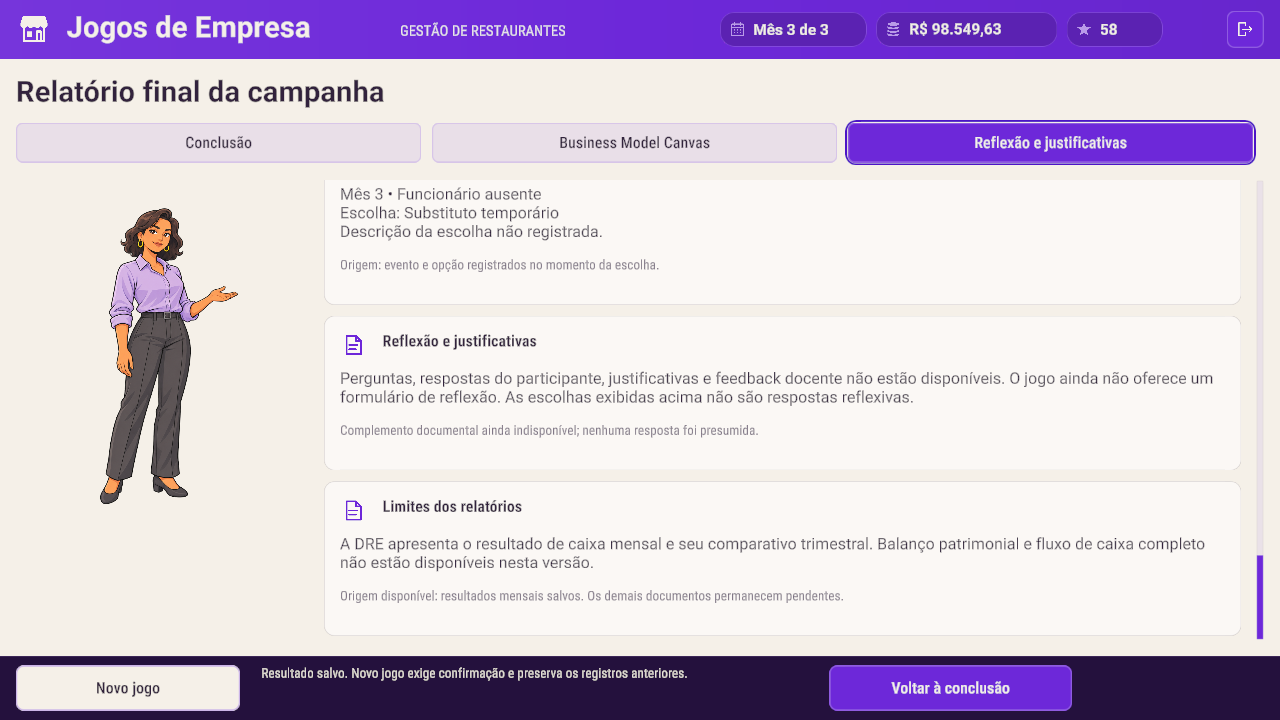 Jogos de Empresa
GESTÃO DE RESTAURANTES
Mês 3 de 3
R$ 98.549,63
58
Relatório final da campanha
Conclusão
Business Model Canvas
Reflexão e justificativas
Mês 3 • Funcionário ausente
Escolha: Substituto temporário
Descrição da escolha não registrada.
Origem: evento e opção registrados no momento da escolha.
Reflexão e justificativas
Perguntas, respostas do participante, justificativas e feedback docente não estão disponíveis. O jogo ainda não oferece um
formulário de reflexão. As escolhas exibidas acima não são respostas reflexivas.
Complemento documental ainda indisponível; nenhuma resposta foi presumida.
Limites dos relatórios
A DRE apresenta o resultado de caixa mensal e seu comparativo trimestral. Balanço patrimonial e fluxo de caixa completo
não estão disponíveis nesta versão.
Origem disponível: resultados mensais salvos. Os demais documentos permanecem pendentes.
Novo jogo
Resultado salvo. Novo jogo exige confirmação e preserva os registros anteriores.
Voltar à conclusão